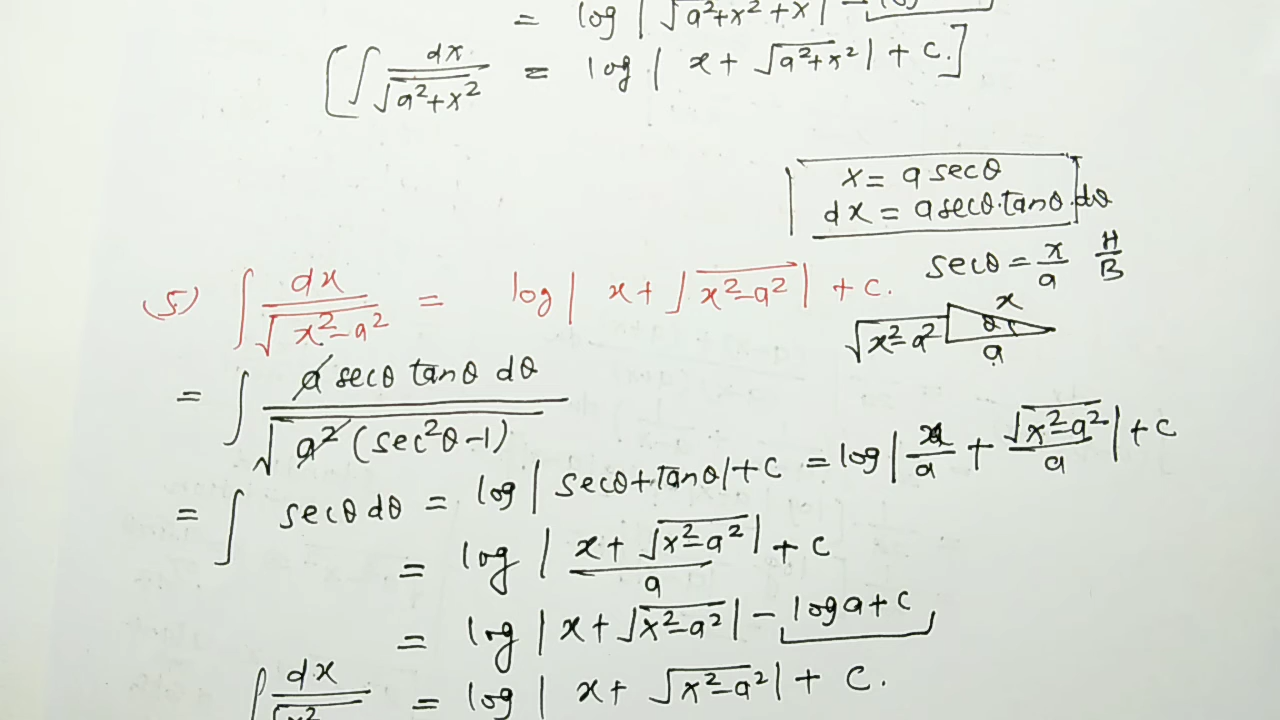 = log | √a²+x² + x | −
[∫ dx/√a²+x² = log | x + √a²+x² | + c.]
x = a secθ
dx = a secθ.tanθ.dθ
secθ = x/a H/B
(5) ∫ dx/√x²−a² = log | x + √x²−a² | + c.
x
√x²−a² θ
a
= ∫ a secθ tanθ dθ/√a²(sec²θ−1)
= ∫ secθ dθ = log | secθ+tanθ | + c = log | x/a + √x²−a²/a | + c
= log | x + √x²−a²/a | + c
= log | x + √x²−a² | − log a + c
∫ dx/√x² = log | x + √x²−a² | + c.